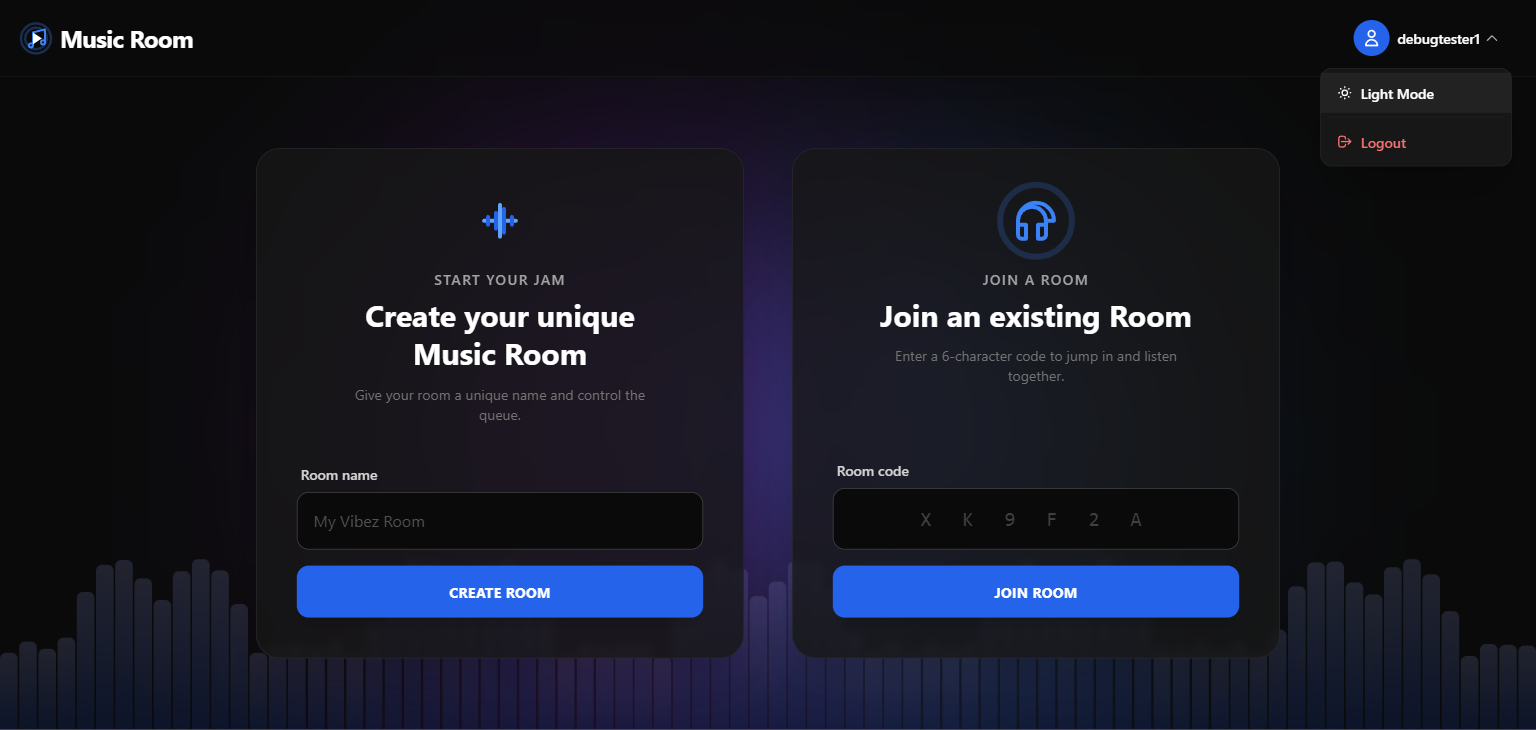 Music Room
debugtester1
Light Mode
Logout
START YOUR JAM
Create your unique
Music Room
Give your room a unique name and control the
queue.
Room name
My Vibez Room
CREATE ROOM
JOIN A ROOM
Join an existing Room
Enter a 6-character code to jump in and listen
together.
Room code
X K 9 F 2 A
JOIN ROOM